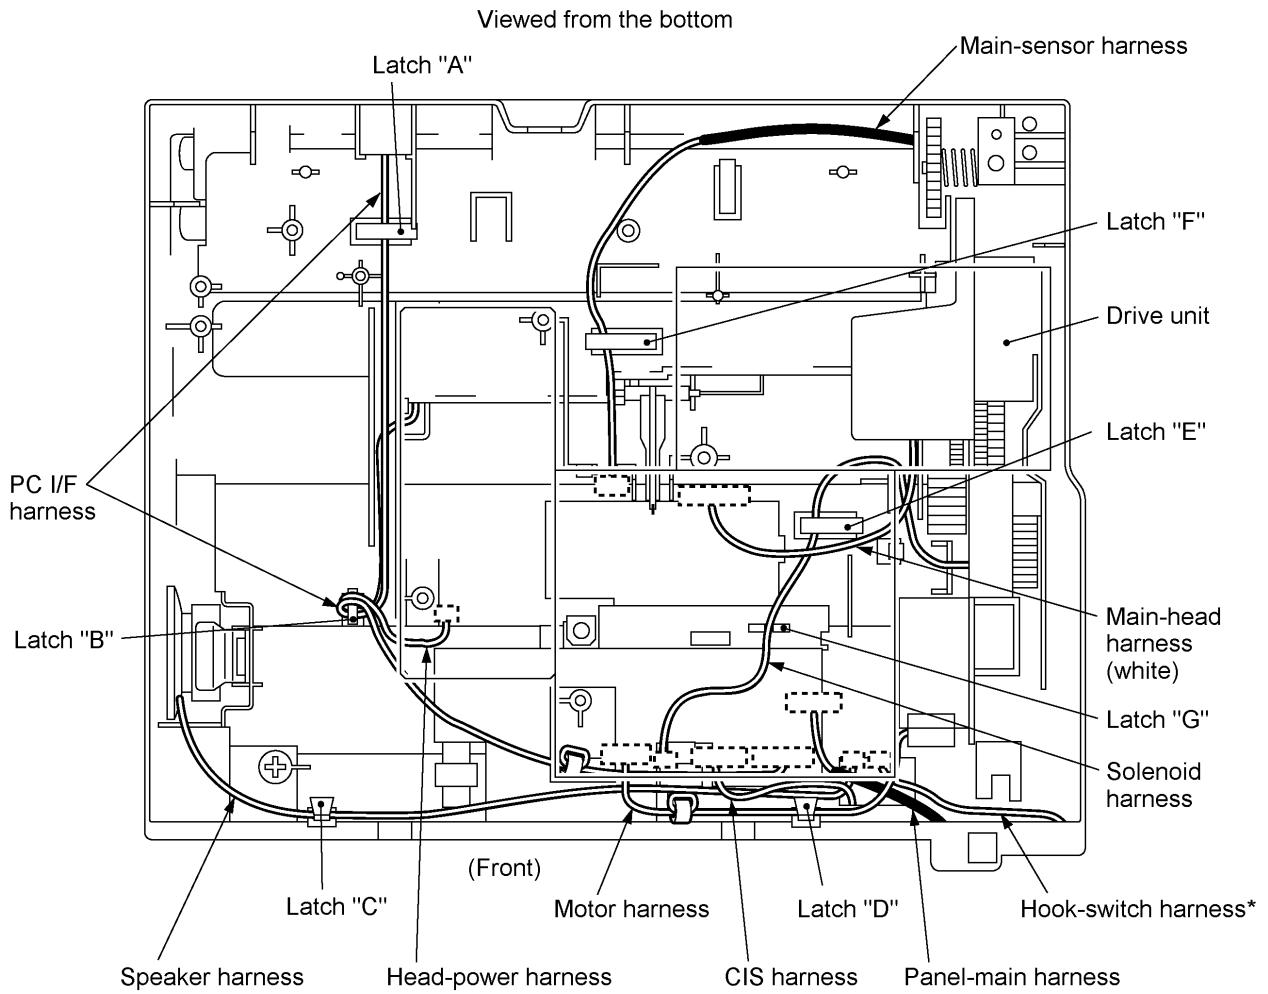 Viewed from the bottom
Main-sensor harness
Latch "A"
Latch "F"
Drive unit
Latch "E"
PC I/F
harness
Main-head
harness
(white)
Latch "B"
Latch "G"
Solenoid
harness
(Front)
Latch "C"
Motor harness
Latch "D"
Hook-switch harness*
Speaker harness
Head-power harness
CIS harness
Panel-main harness